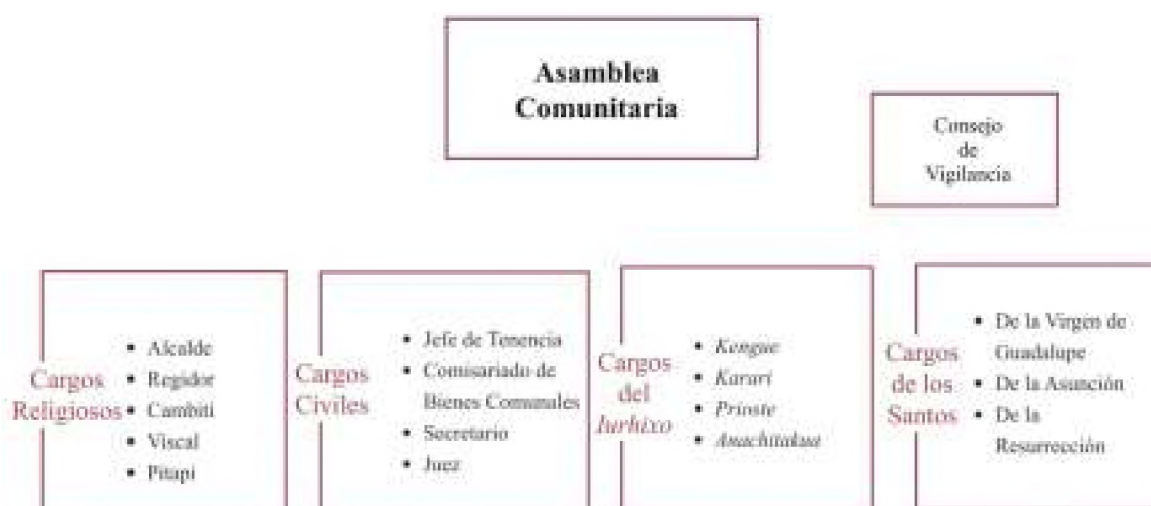 Asamblea
Comunitaria
Consejo
de
Vigilancia
Cargos
Religiosos
• Alcalde
• Regidor
• Cambiti
• Viscal
• Pitapi
Cargos
Civiles
• Jefe de Tenencia
• Comisariado de
Bienes Comunales
• Secretario
• Juez
Cargos
del
Iurhixo
• Kengue
• Karari
• Prioste
• Anachitakua
Cargos
de los
Santos
• De la Virgen de
Guadalupe
• De la Asunción
• De la
Resurrección